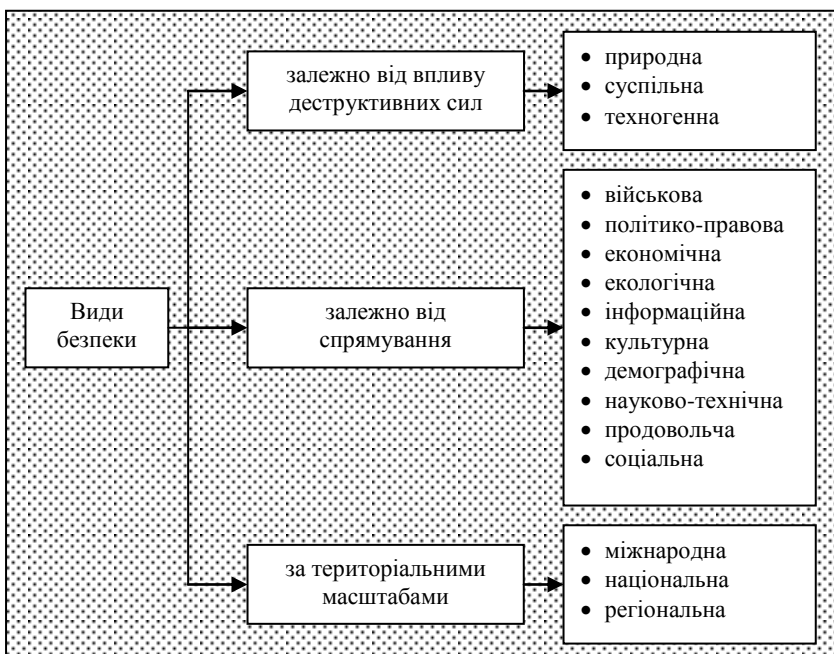 залежно від впливу
деструктивних сил
• природна
• суспільна
• техногенна
Види
безпеки
залежно від
спрямування
• військова
• політико-правова
• економічна
• екологічна
• інформаційна
• культурна
• демографічна
• науково-технічна
• продовольча
• соціальна
за територіальними
масштабами
• міжнародна
• національна
• регіональна